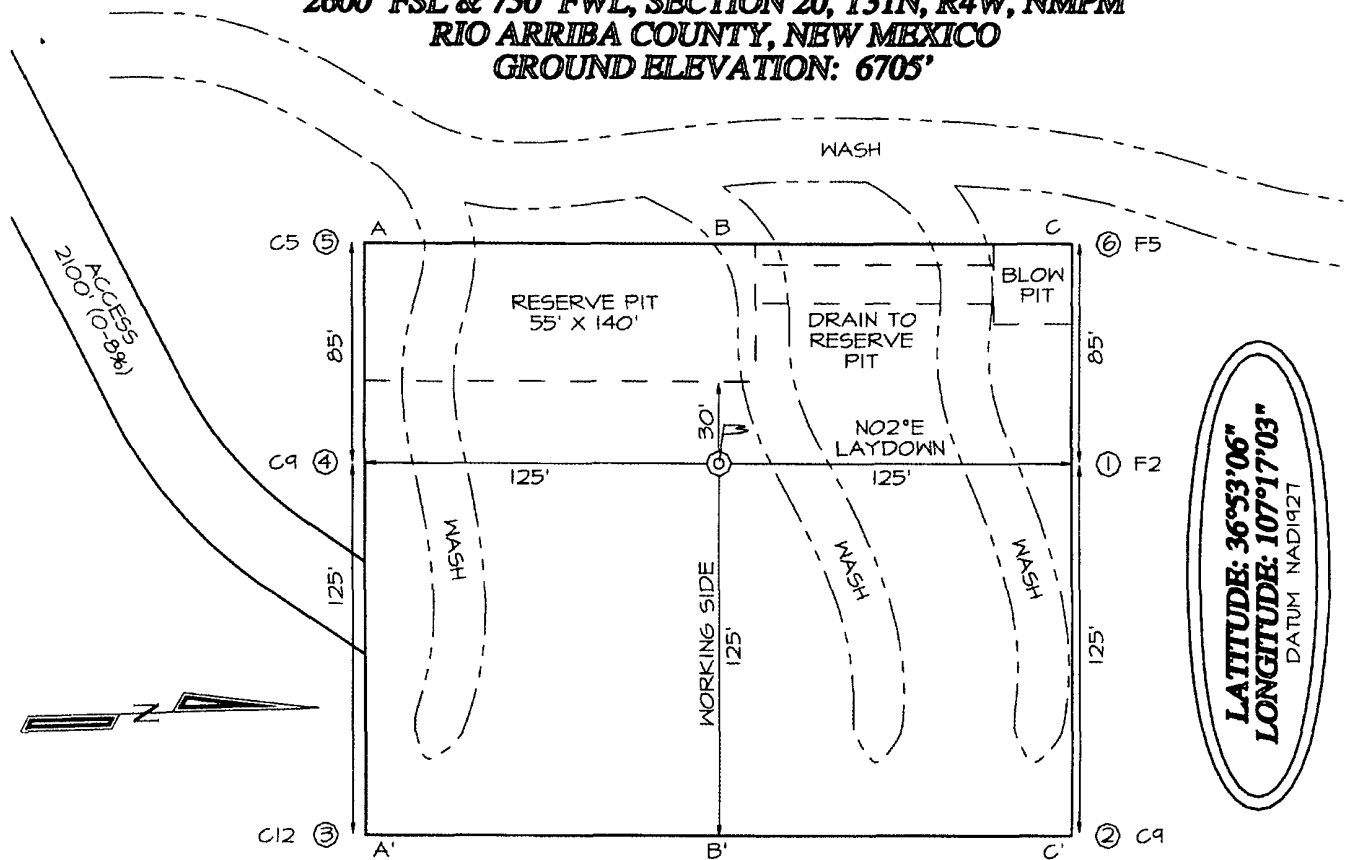 2600' FSL & 730' FWL, SECTION 20, T31N, R4W, NMPM
RIO ARRIBA COUNTY, NEW MEXICO
GROUND ELEVATION: 6705'
WASH
A
B
C
C5 ⑤
⑥ F5
ACCESS
2100' (0-8%)
RESERVE PIT
55' X 140'
BLOW
PIT
DRAIN TO
RESERVE
PIT
85'
85'
30'
N02°E
LAYDOWN
C9 ④
125'
125'
① F2
WASH
WASH
WASH
125'
WORKING SIDE
125'
125'
N
LATITUDE: 36°53'06"
LONGITUDE: 107°17'03"
DATUM NAD1927
C12 ③
② C9
A'
B'
C'